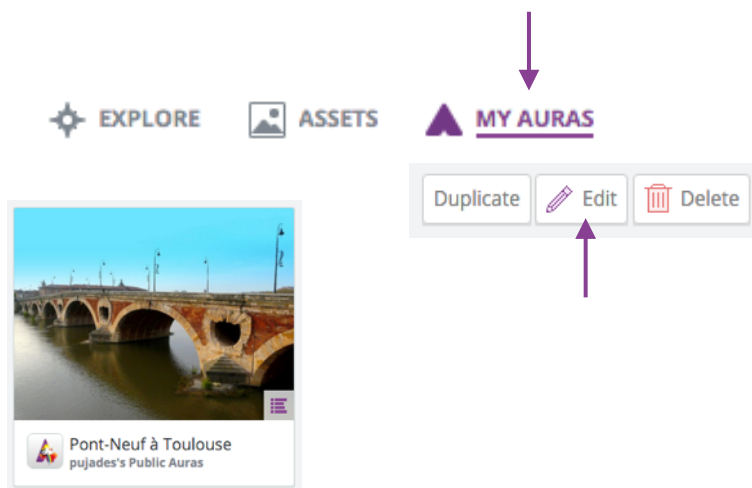 EXPLORE ASSETS MY AURAS
Duplicate Edit Delete
Pont-Neuf à Toulouse
pujades's Public Auras